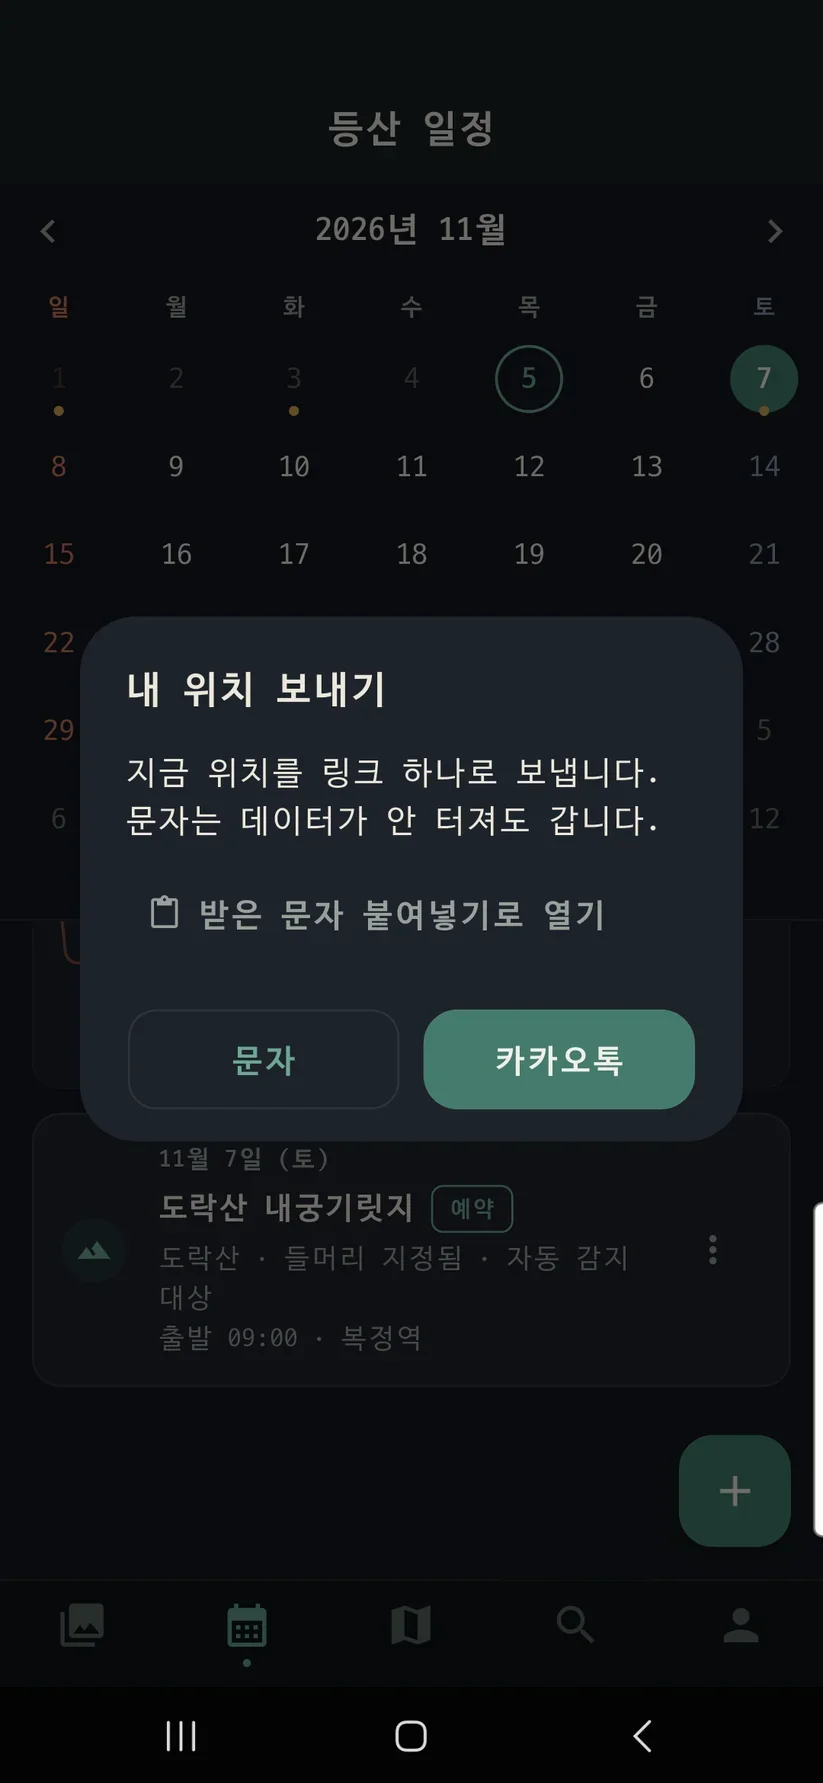 등산 일정
2026년 11월
일 월 화 수 목 금 토
1 2 3 4 5 6 7
8 9 10 11 12 13 14
15 16 17 18 19 20 21
22 28
29 5
6 12
내 위치 보내기
지금 위치를 링크 하나로 보냅니다.
문자는 데이터가 안 터져도 갑니다.
받은 문자 붙여넣기로 열기
문자 카카오톡
11월 7일 (토)
도락산 내궁기릿지 예약
도락산 · 들머리 지정됨 · 자동 감지
대상
출발 09:00 · 복정역